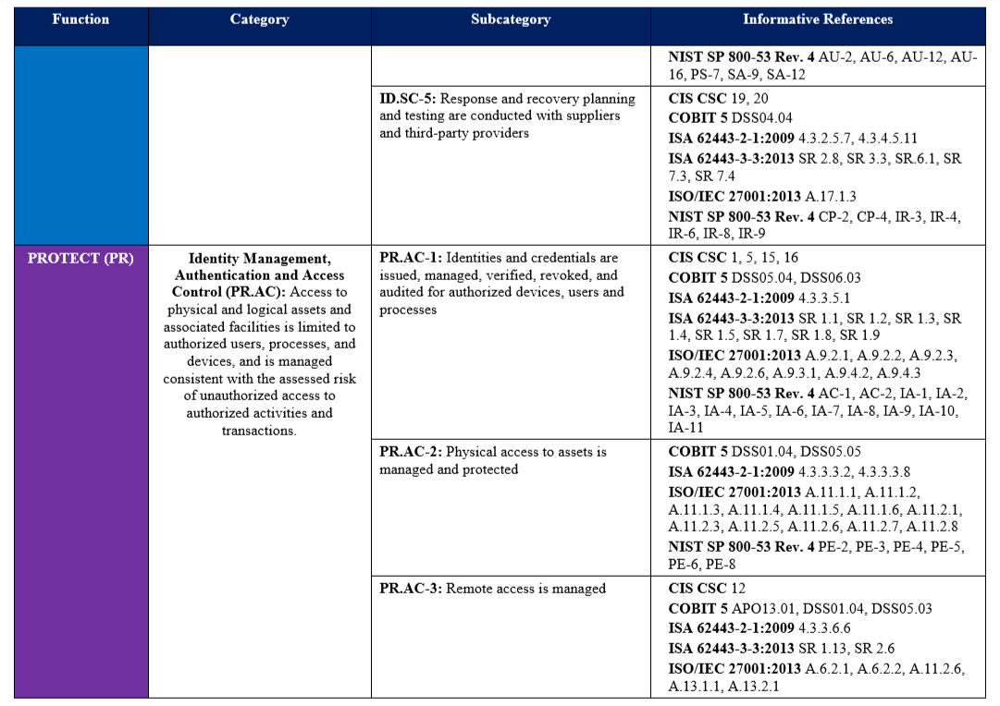 Function Category Subcategory Informative References
NIST SP 800-53 Rev. 4 AU-2, AU-6, AU-12, AU-
16, PS-7, SA-9, SA-12
ID.SC-5: Response and recovery planning
and testing are conducted with suppliers
and third-party providers
CIS CSC 19, 20
COBIT 5 DSS04.04
ISA 62443-2-1:2009 4.3.2.5.7, 4.3.4.5.11
ISA 62443-3-3:2013 SR 2.8, SR 3.3, SR.6.1, SR
7.3, SR 7.4
ISO/IEC 27001:2013 A.17.1.3
NIST SP 800-53 Rev. 4 CP-2, CP-4, IR-3, IR-4,
IR-6, IR-8, IR-9
PROTECT (PR)
Identity Management,
Authentication and Access
Control (PR.AC): Access to
physical and logical assets and
associated facilities is limited to
authorized users, processes, and
devices, and is managed
consistent with the assessed risk
of unauthorized access to
authorized activities and
transactions.
PR.AC-1: Identities and credentials are
issued, managed, verified, revoked, and
audited for authorized devices, users and
processes
CIS CSC 1, 5, 15, 16
COBIT 5 DSS05.04, DSS06.03
ISA 62443-2-1:2009 4.3.3.5.1
ISA 62443-3-3:2013 SR 1.1, SR 1.2, SR 1.3, SR
1.4, SR 1.5, SR 1.7, SR 1.8, SR 1.9
ISO/IEC 27001:2013 A.9.2.1, A.9.2.2, A.9.2.3,
A.9.2.4, A.9.2.6, A.9.3.1, A.9.4.2, A.9.4.3
NIST SP 800-53 Rev. 4 AC-1, AC-2, IA-1, IA-2,
IA-3, IA-4, IA-5, IA-6, IA-7, IA-8, IA-9, IA-10,
IA-11
PR.AC-2: Physical access to assets is
managed and protected
COBIT 5 DSS01.04, DSS05.05
ISA 62443-2-1:2009 4.3.3.3.2, 4.3.3.3.8
ISO/IEC 27001:2013 A.11.1.1, A.11.1.2,
A.11.1.3, A.11.1.4, A.11.1.5, A.11.1.6, A.11.2.1,
A.11.2.3, A.11.2.5, A.11.2.6, A.11.2.7, A.11.2.8
NIST SP 800-53 Rev. 4 PE-2, PE-3, PE-4, PE-5,
PE-6, PE-8
PR.AC-3: Remote access is managed
CIS CSC 12
COBIT 5 APO13.01, DSS01.04, DSS05.03
ISA 62443-2-1:2009 4.3.3.6.6
ISA 62443-3-3:2013 SR 1.13, SR 2.6
ISO/IEC 27001:2013 A.6.2.1, A.6.2.2, A.11.2.6,
A.13.1.1, A.13.2.1